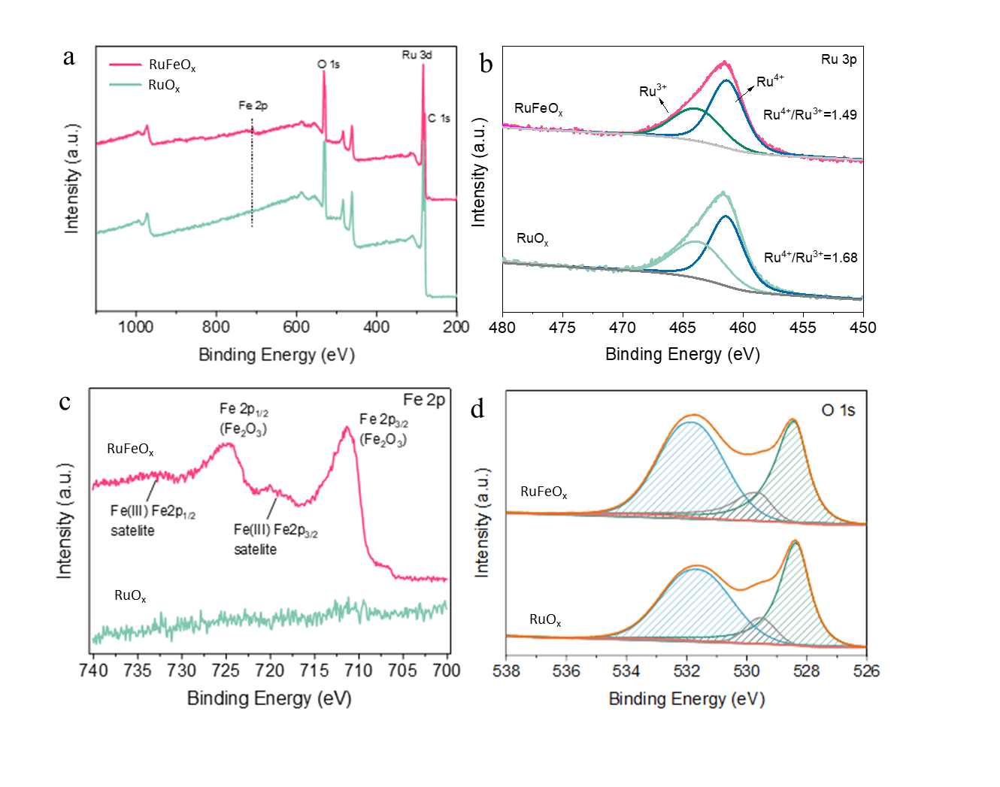 a
RuFeOₓ
RuOₓ
O 1s
Ru 3d
Fe 2p
C 1s
Intensity (a.u.)
1000 800 600 400 200
Binding Energy (eV)
b
Ru 3p
Ru³⁺
Ru⁴⁺
RuFeOₓ
Ru⁴⁺/Ru³⁺=1.49
RuOₓ
Ru⁴⁺/Ru³⁺=1.68
Intensity (a.u.)
480 475 470 465 460 455 450
Binding Energy (eV)
c
Fe 2p
Fe 2p₁/₂
(Fe₂O₃)
Fe 2p₃/₂
(Fe₂O₃)
RuFeOₓ
Fe(III) Fe2p₁/₂
satelite
Fe(III) Fe2p₃/₂
satelite
RuOₓ
Intensity (a.u.)
740 735 730 725 720 715 710 705 700
Binding Energy (eV)
d
O 1s
RuFeOₓ
RuOₓ
Intensity (a.u.)
538 536 534 532 530 528 526
Binding Energy (eV)